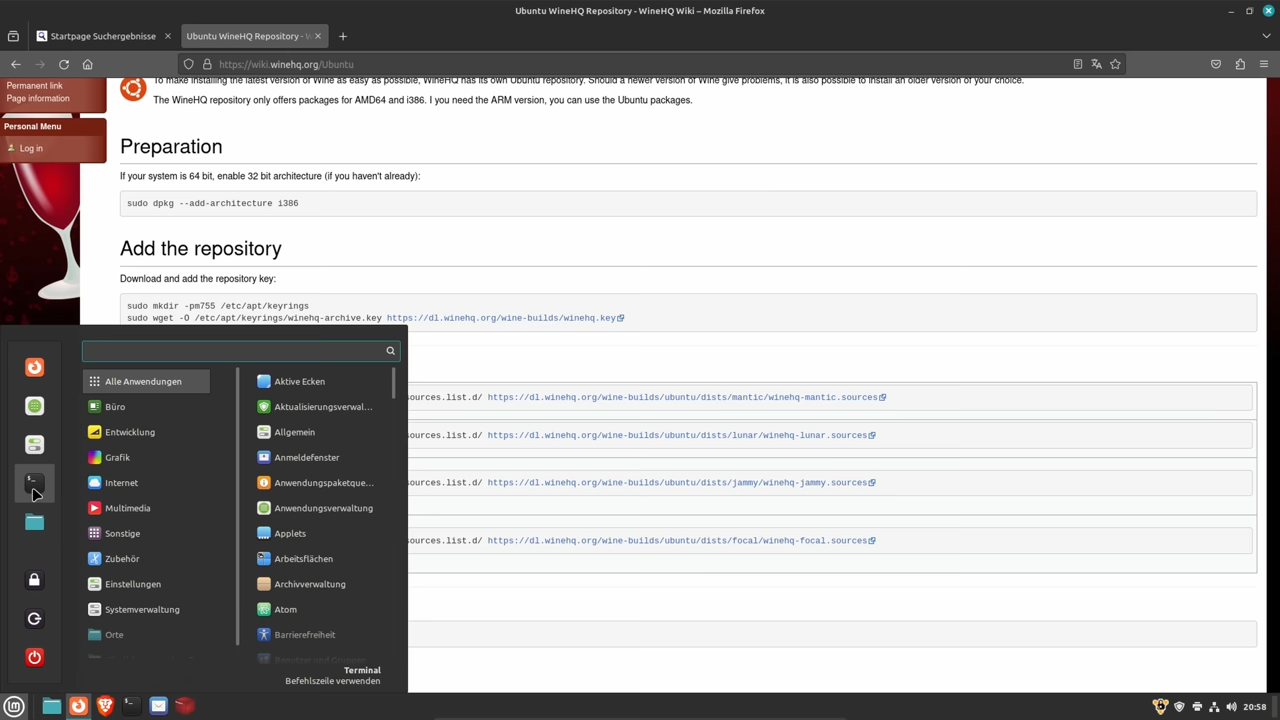 Ubuntu WineHQ Repository - WineHQ Wiki – Mozilla Firefox
Startpage Suchergebnisse
Ubuntu WineHQ Repository - W
https://wiki.winehq.org/Ubuntu
Permanent link
Page information
Personal Menu
Log in
To make installing the latest version of Wine as easy as possible, WineHQ has its own Ubuntu repository. Should a newer version of Wine give problems, it is also possible to install an older version of your choice.
The WineHQ repository only offers packages for AMD64 and i386. I you need the ARM version, you can use the Ubuntu packages.
Preparation
If your system is 64 bit, enable 32 bit architecture (if you haven't already):
sudo dpkg --add-architecture i386
Add the repository
Download and add the repository key:
sudo mkdir -pm755 /etc/apt/keyrings
sudo wget -O /etc/apt/keyrings/winehq-archive.key https://dl.winehq.org/wine-builds/winehq.key
ources.list.d/ https://dl.winehq.org/wine-builds/ubuntu/dists/mantic/winehq-mantic.sources
ources.list.d/ https://dl.winehq.org/wine-builds/ubuntu/dists/lunar/winehq-lunar.sources
ources.list.d/ https://dl.winehq.org/wine-builds/ubuntu/dists/jammy/winehq-jammy.sources
ources.list.d/ https://dl.winehq.org/wine-builds/ubuntu/dists/focal/winehq-focal.sources
Alle Anwendungen
Büro
Entwicklung
Grafik
Internet
Multimedia
Sonstige
Zubehör
Einstellungen
Systemverwaltung
Orte
Aktive Ecken
Aktualisierungsverwal...
Allgemein
Anmeldefenster
Anwendungspaketque...
Anwendungsverwaltung
Applets
Arbeitsflächen
Archivverwaltung
Atom
Barrierefreiheit
Benutzer und Gruppen
Terminal
Befehlszeile verwenden
20:58